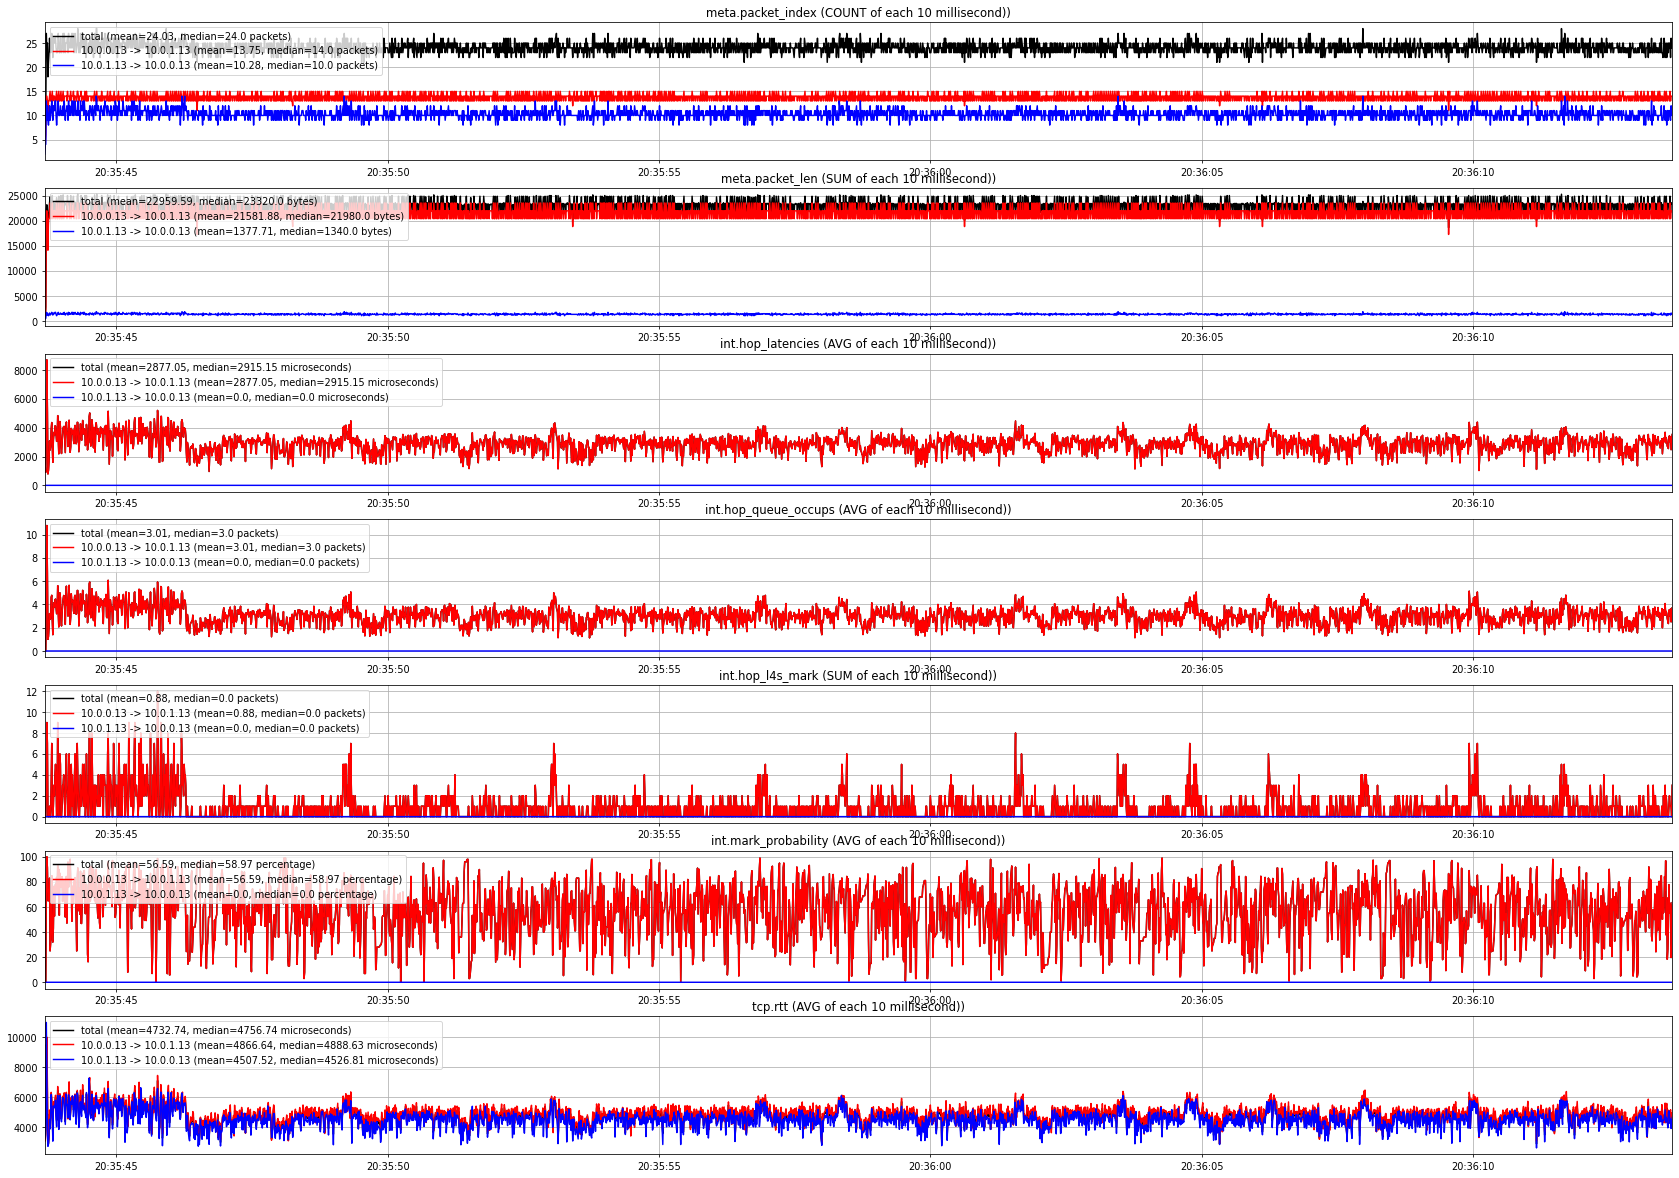 meta.packet_index (COUNT of each 10 millisecond))
total (mean=24.03, median=24.0 packets)
10.0.0.13 -> 10.0.1.13 (mean=13.75, median=14.0 packets)
10.0.1.13 -> 10.0.0.13 (mean=10.28, median=10.0 packets)
25
20
15
10
5
20:35:45 20:35:50 20:35:55 20:36:00 20:36:05 20:36:10
meta.packet_len (SUM of each 10 millisecond))
total (mean=22959.59, median=23320.0 bytes)
10.0.0.13 -> 10.0.1.13 (mean=21581.88, median=21980.0 bytes)
10.0.1.13 -> 10.0.0.13 (mean=1377.71, median=1340.0 bytes)
25000
20000
15000
10000
5000
0
20:35:45 20:35:50 20:35:55 20:36:00 20:36:05 20:36:10
int.hop_latencies (AVG of each 10 millisecond))
total (mean=2877.05, median=2915.15 microseconds)
10.0.0.13 -> 10.0.1.13 (mean=2877.05, median=2915.15 microseconds)
10.0.1.13 -> 10.0.0.13 (mean=0.0, median=0.0 microseconds)
8000
6000
4000
2000
0
20:35:45 20:35:50 20:35:55 20:36:00 20:36:05 20:36:10
int.hop_queue_occups (AVG of each 10 millisecond))
total (mean=3.01, median=3.0 packets)
10.0.0.13 -> 10.0.1.13 (mean=3.01, median=3.0 packets)
10.0.1.13 -> 10.0.0.13 (mean=0.0, median=0.0 packets)
10
8
6
4
2
0
20:35:45 20:35:50 20:35:55 20:36:00 20:36:05 20:36:10
int.hop_l4s_mark (SUM of each 10 millisecond))
total (mean=0.88, median=0.0 packets)
10.0.0.13 -> 10.0.1.13 (mean=0.88, median=0.0 packets)
10.0.1.13 -> 10.0.0.13 (mean=0.0, median=0.0 packets)
12
10
8
6
4
2
0
20:35:45 20:35:50 20:35:55 20:36:00 20:36:05 20:36:10
int.mark_probability (AVG of each 10 millisecond))
total (mean=56.59, median=58.97 percentage)
10.0.0.13 -> 10.0.1.13 (mean=56.59, median=58.97 percentage)
10.0.1.13 -> 10.0.0.13 (mean=0.0, median=0.0 percentage)
100
80
60
40
20
0
20:35:45 20:35:50 20:35:55 20:36:00 20:36:05 20:36:10
tcp.rtt (AVG of each 10 millisecond))
total (mean=4732.74, median=4756.74 microseconds)
10.0.0.13 -> 10.0.1.13 (mean=4866.64, median=4888.63 microseconds)
10.0.1.13 -> 10.0.0.13 (mean=4507.52, median=4526.81 microseconds)
10000
8000
6000
4000
20:35:45 20:35:50 20:35:55 20:36:00 20:36:05 20:36:10